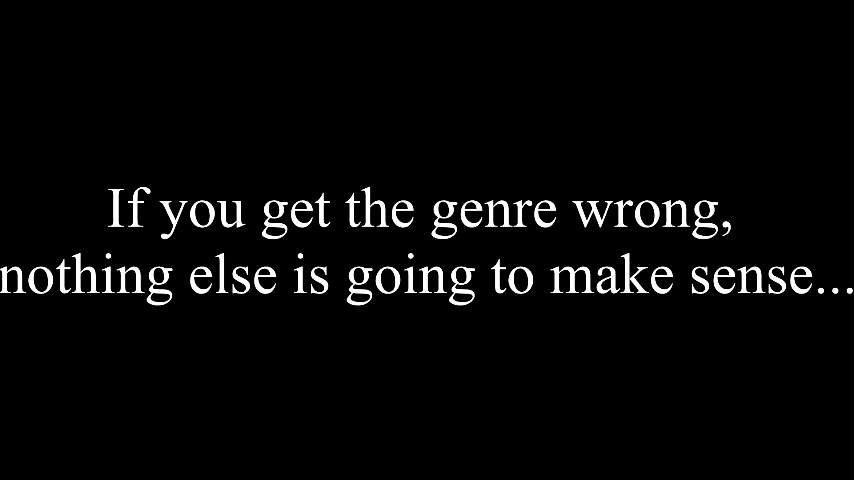 If you get the genre wrong,
nothing else is going to make sense...